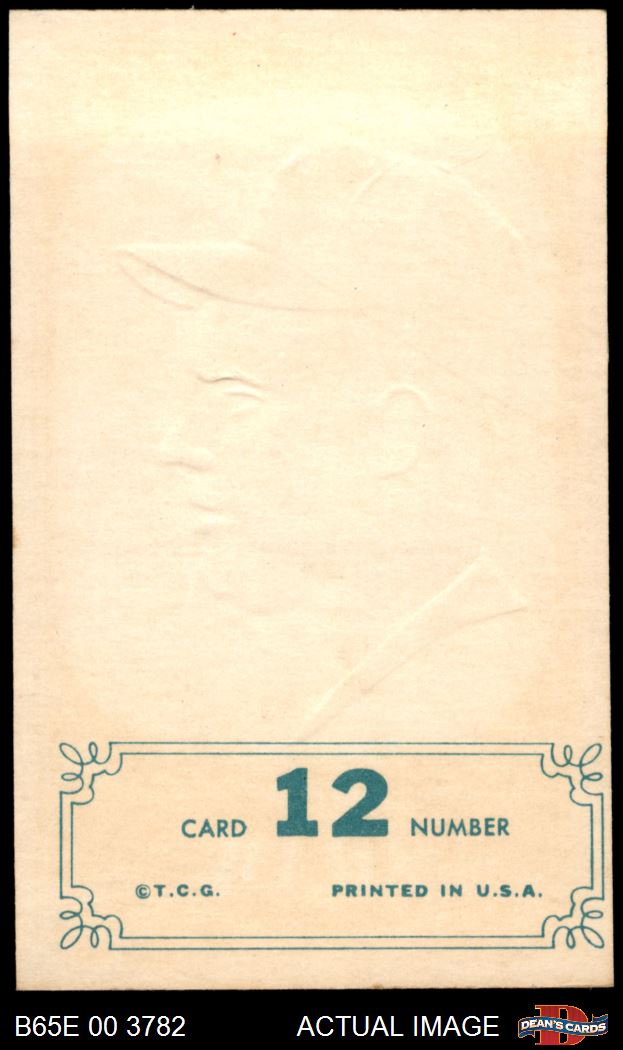 CARD 12 NUMBER
©T.C.G. PRINTED IN U.S.A.
B65E 00 3782 ACTUAL IMAGE DEAN'S CARDS